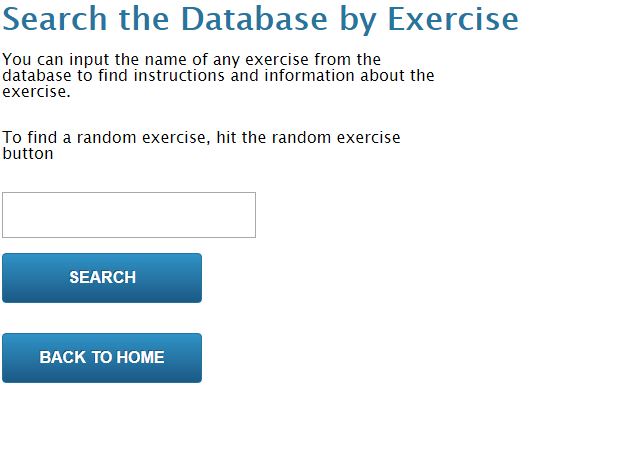 Search the Database by Exercise
You can input the name of any exercise from the
database to find instructions and information about the
exercise.
To find a random exercise, hit the random exercise
button
SEARCH
BACK TO HOME